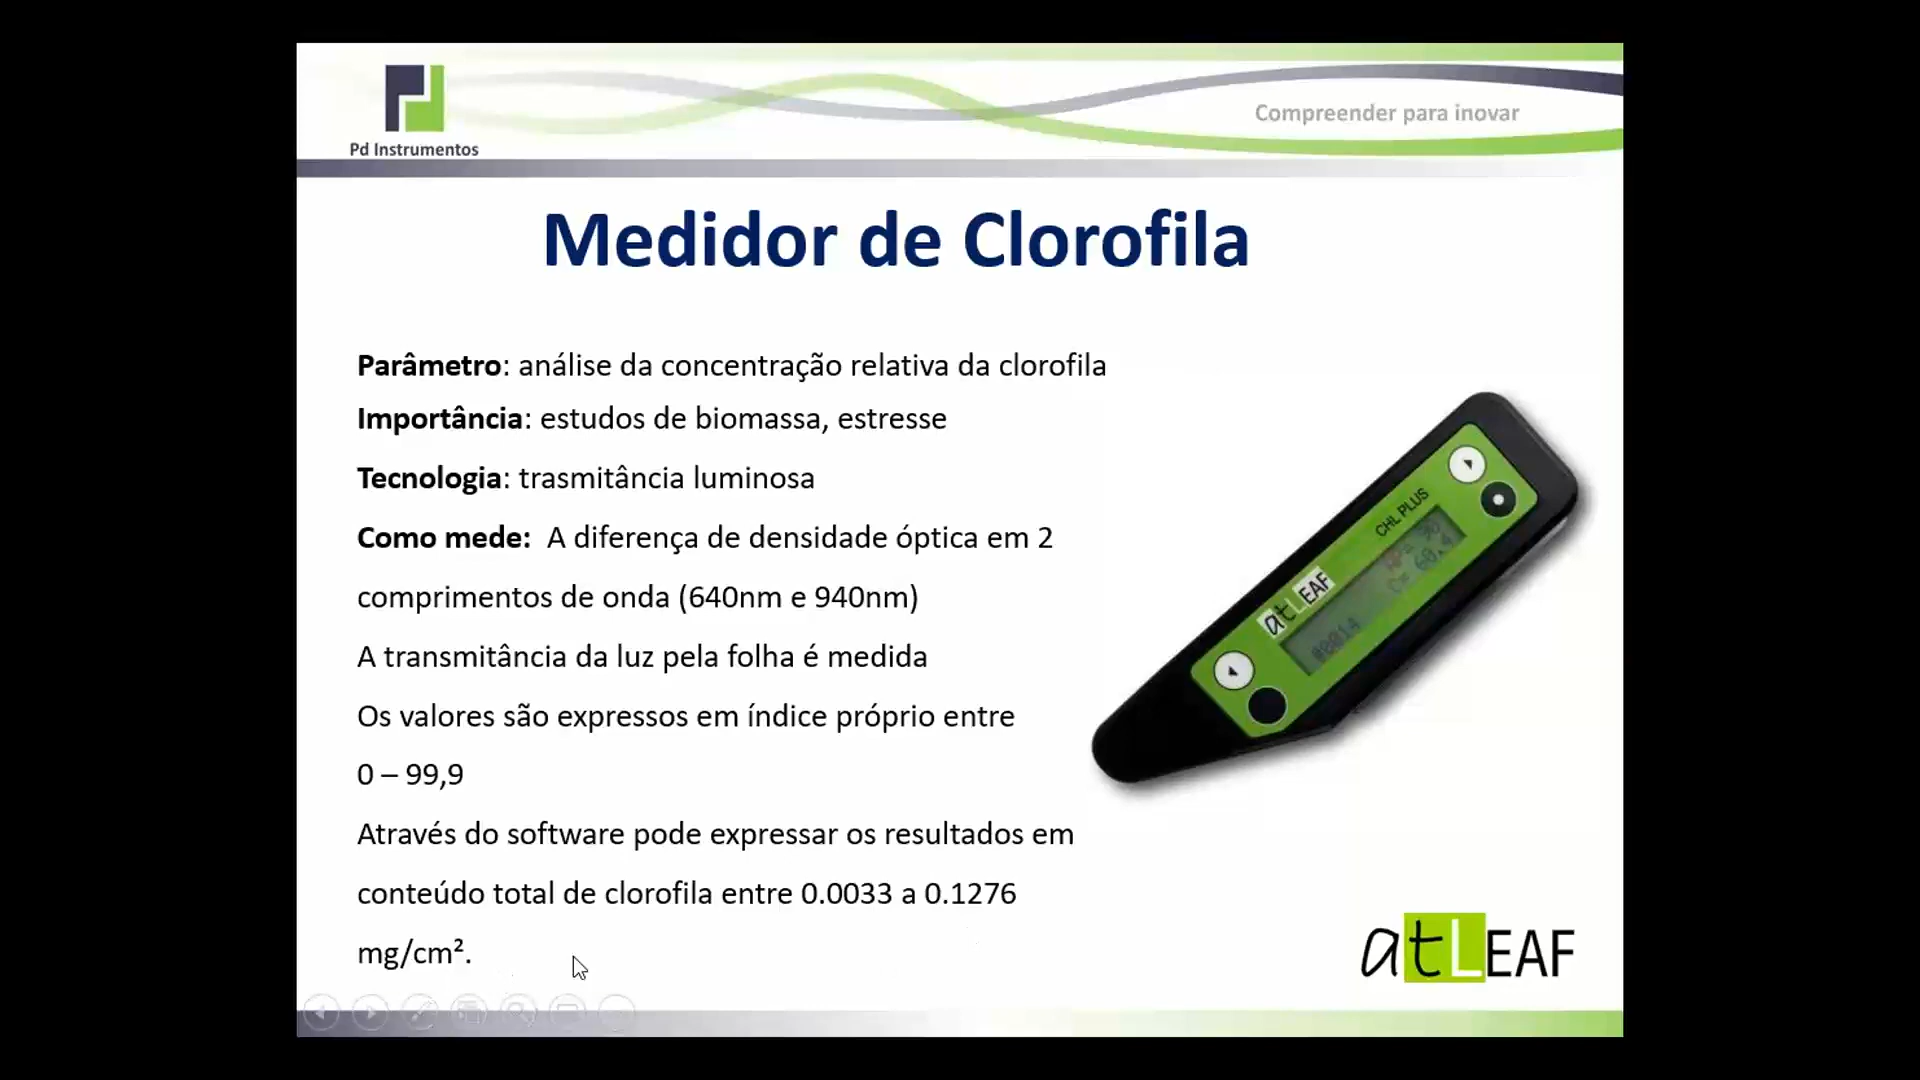 Pd Instrumentos
Compreender para inovar
Medidor de Clorofila
Parâmetro: análise da concentração relativa da clorofila
Importância: estudos de biomassa, estresse
Tecnologia: trasmitância luminosa
Como mede: A diferença de densidade óptica em 2
comprimentos de onda (640nm e 940nm)
A transmitância da luz pela folha é medida
Os valores são expressos em índice próprio entre
0 – 99,9
Através do software pode expressar os resultados em
conteúdo total de clorofila entre 0.0033 a 0.1276
mg/cm².
CHL PLUS
atLEAF
atLEAF